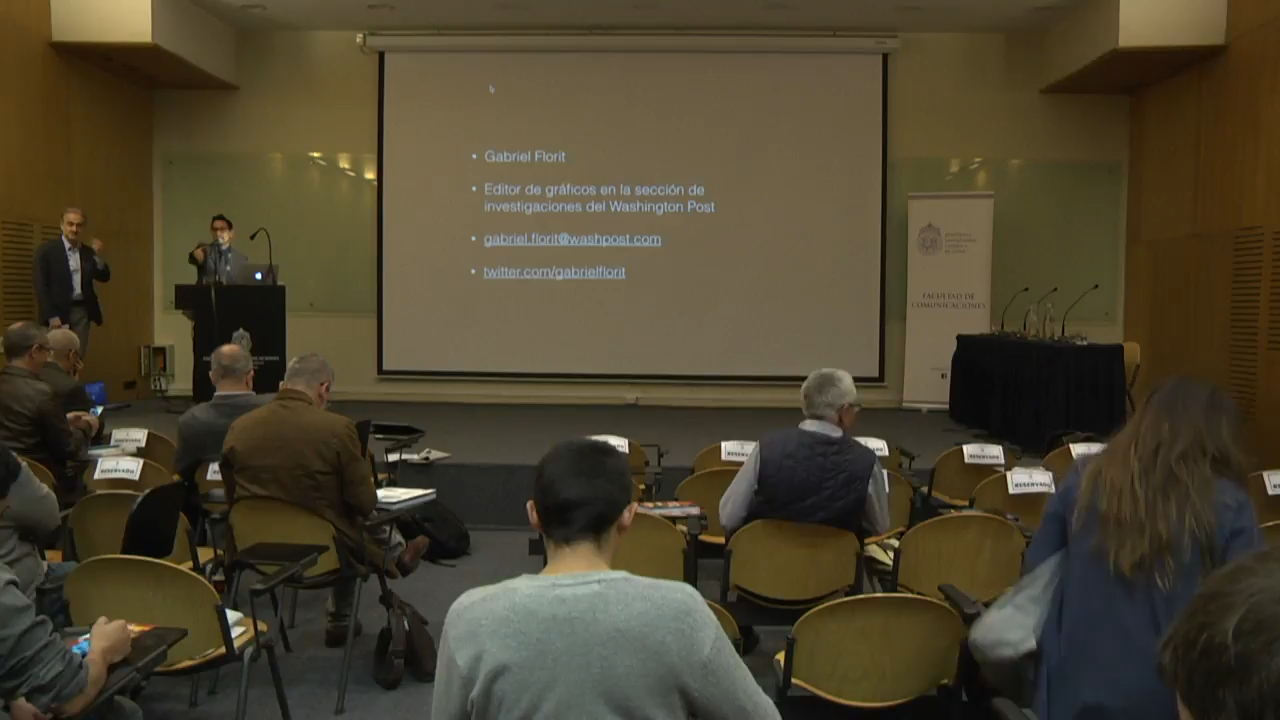 • Gabriel Florit
• Editor de gráficos en la sección de
investigaciones del Washington Post
• gabriel.florit@washpost.com
• twitter.com/gabrielflorit
FACULTAD DE
COMUNICACIONES
RESERVADO
RESERVADO
RESERVADO
RESERVADO
RESERVADO